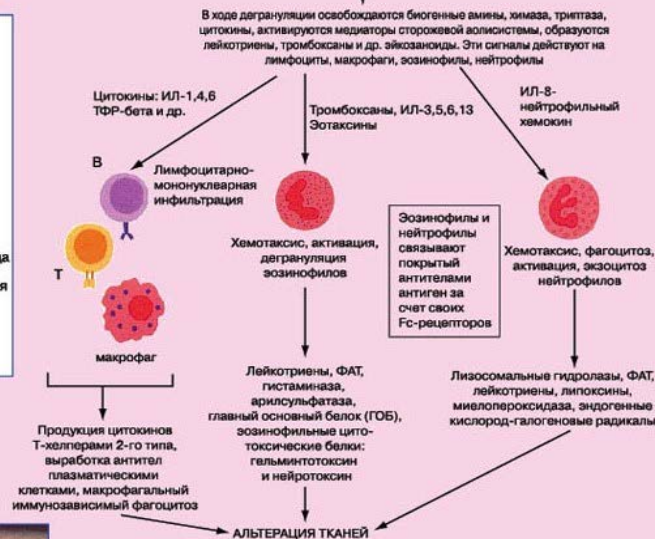 В ходе дегрануляции освобождаются биогенные амины, химаза, триптаза,
цитокины, активируются медиаторы сторожевой аолисистемы, образуются
лейкотриены, тромбоксаны и др. эйкозаноиды. Эти сигналы действуют на
лимфоциты, макрофаги, эозинофилы, нейтрофилы
Цитокины: ИЛ-1,4,6
ТФР-бета и др.
Тромбоксаны, ИЛ-3,5,6,13
Эотаксины
ИЛ-8-
нейтрофильный
хемокин
В
Лимфоцитарно-
мононуклеарная
инфильтрация
Т
макрофаг
Хемотаксис, активация,
дегрануляция
эозинофилов
Эозинофилы и
нейтрофилы
связывают
покрытый
антителами
антиген за
счет своих
Fc-рецепторов
Хемотаксис, фагоцитоз,
активация, экзоцитоз
нейтрофилов
Продукция цитокинов
Т-хелперами 2-го типа,
выработка антител
плазматическими
клетками, макрофагальный
иммунозависимый фагоцитоз
Лейкотриены, ФАТ,
гистаминаза,
арилсульфатаза,
главный основный белок (ГОБ),
эозинофильные цито-
токсические белки:
гельминтотоксин
и нейротоксин
Лизосомальные гидролазы, ФАТ,
лейкотриены, липоксины,
миелопероксидаза, эндогенные
кислород-галогеновые радикалы
АЛЬТЕРАЦИЯ ТКАНЕЙ